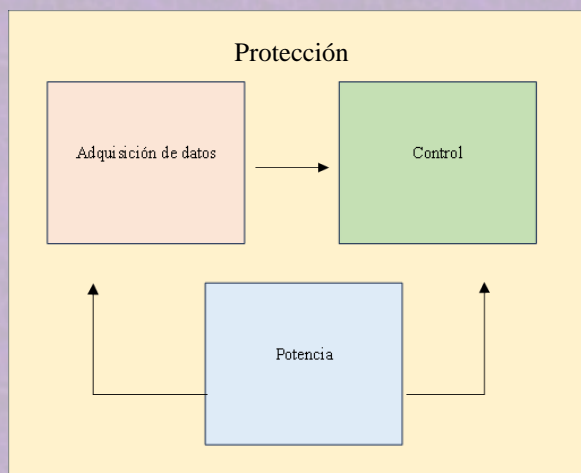 Protección
Adquisición de datos
Control
Potencia